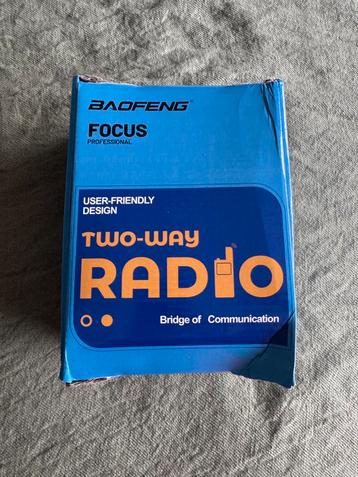 BAOFENG
FOCUS
PROFESSIONAL
USER-FRIENDLY
DESIGN
TWO-WAY
RADIO
Bridge of Communication